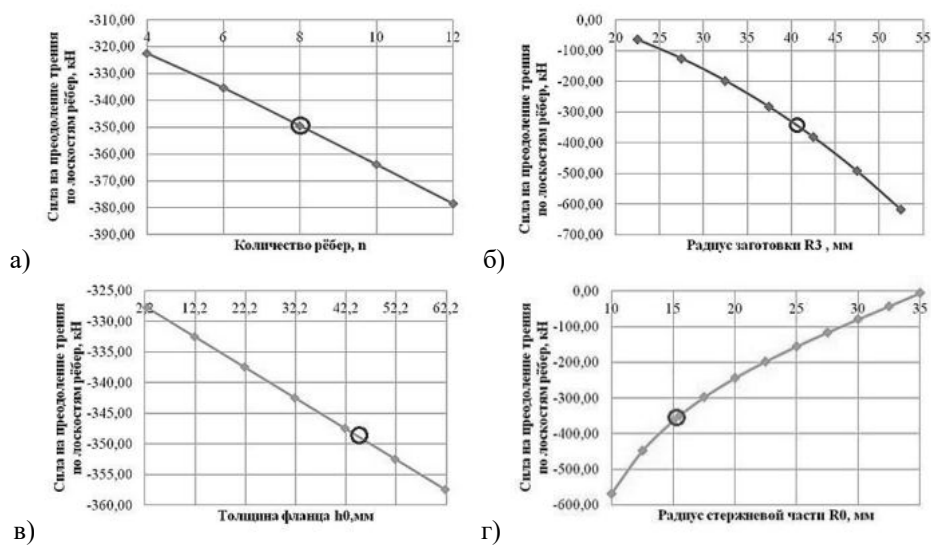 Сила на преодоление трения
по лоскостям рёбер, кН
-310,00
-320,00
-330,00
-340,00
-350,00
-360,00
-370,00
-380,00
-390,00
4 6 8 10 12
Количество рёбер, n
а)
Сила на преодоление трения
по лоскостям рёбер, кН
0,00
-100,00
-200,00
-300,00
-400,00
-500,00
-600,00
-700,00
20 25 30 35 40 45 50 55
Радиус заготовки R3 , мм
б)
Сила на преодоление трения
по лоскостям рёбер, кН
-325,00
-330,00
-335,00
-340,00
-345,00
-350,00
-355,00
-360,00
2,2 12,2 22,2 32,2 42,2 52,2 62,2
Толщина фланца h0,мм
в)
Сила на преодоление трения
по лоскостям рёбер, кН
0,00
-100,00
-200,00
-300,00
-400,00
-500,00
-600,00
10 15 20 25 30 35
Радиус стержневой части R0, мм
г)